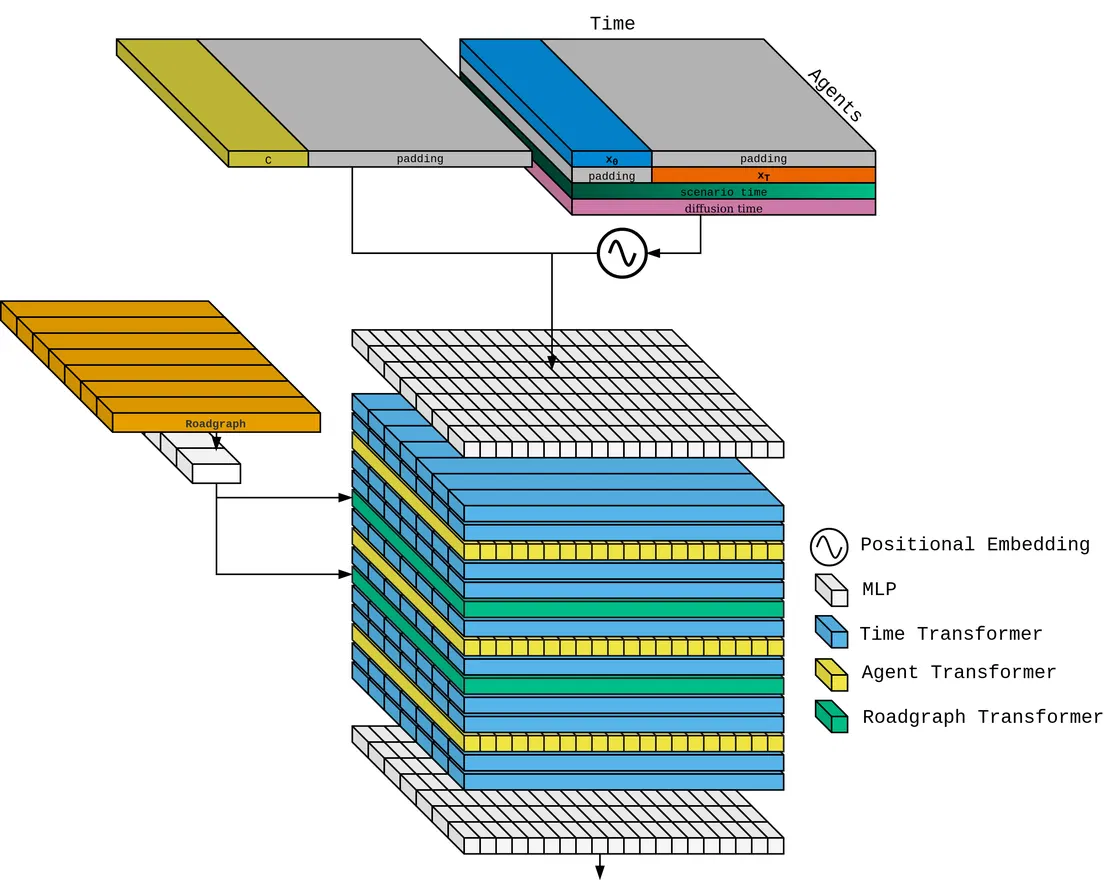 Time
Agents
C
padding
x₀
padding
padding
x_T
scenario time
diffusion time
Roadgraph
Positional Embedding
MLP
Time Transformer
Agent Transformer
Roadgraph Transformer